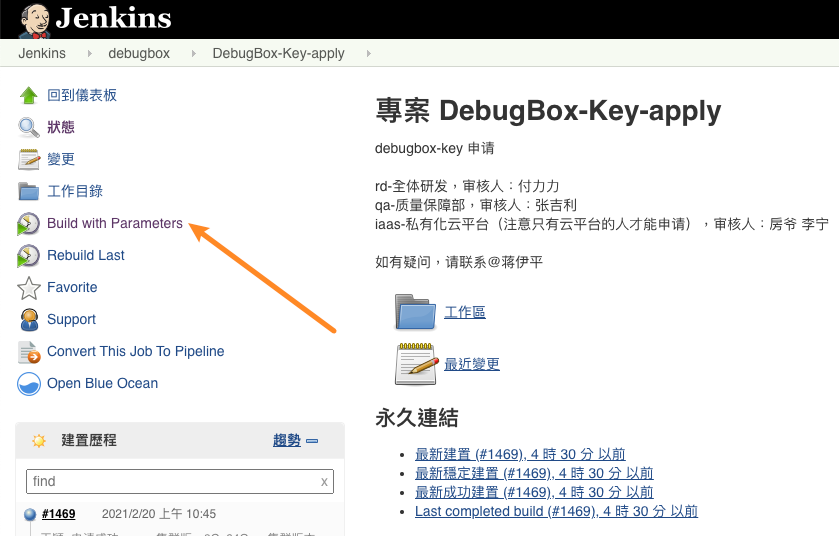 Jenkins
Jenkins
debugbox
DebugBox-Key-apply
回到儀表板
狀態
變更
工作目錄
Build with Parameters
Rebuild Last
Favorite
Support
Convert This Job To Pipeline
Open Blue Ocean
建置歷程
趨勢
find
x
#1469
2021/2/20 上午 10:45
專案 DebugBox-Key-apply
debugbox-key 申请
rd-全体研发，审核人：付力力
qa-质量保障部，审核人：张吉利
iaas-私有化云平台（注意只有云平台的人才能申请），审核人：房爷 李宁
如有疑问，请联系@蒋伊平
工作區
最近變更
永久連結
最新建置 (#1469), 4 時 30 分 以前
最新穩定建置 (#1469), 4 時 30 分 以前
最新成功建置 (#1469), 4 時 30 分 以前
Last completed build (#1469), 4 時 30 分 以前